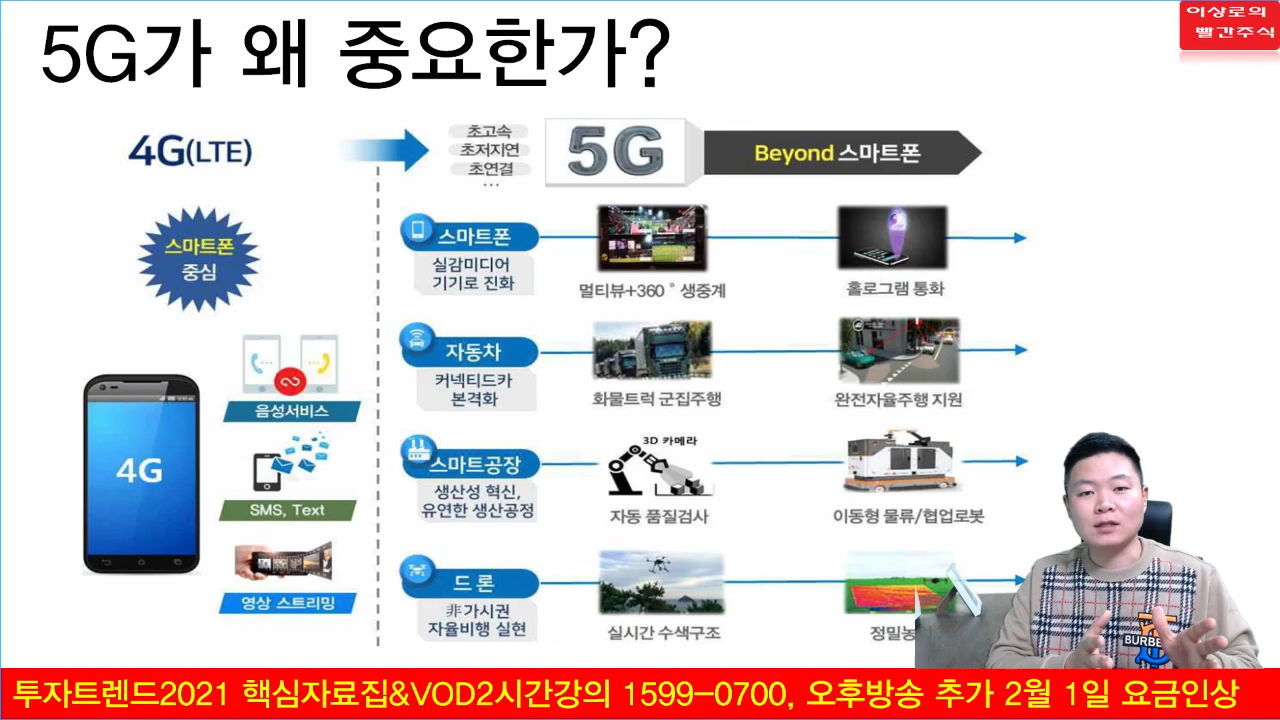 5G가 왜 중요한가?
이상로의
빨간주식
4G(LTE)
초고속
초저지연
초연결
...
5G
Beyond 스마트폰
스마트폰
중심
4G
음성서비스
SMS, Text
영상 스트리밍
스마트폰
실감미디어
기기로 진화
멀티뷰+360˚ 생중계
홀로그램 통화
자동차
커넥티드카
본격화
화물트럭 군집주행
완전자율주행 지원
스마트공장
생산성 혁신,
유연한 생산공정
3D 카메라
자동 품질검사
이동형 물류/협업로봇
드론
非가시권
자율비행 실현
실시간 수색구조
정밀농
BURBE
투자트렌드2021 핵심자료집&VOD2시간강의 1599-0700, 오후방송 추가 2월 1일 요금인상